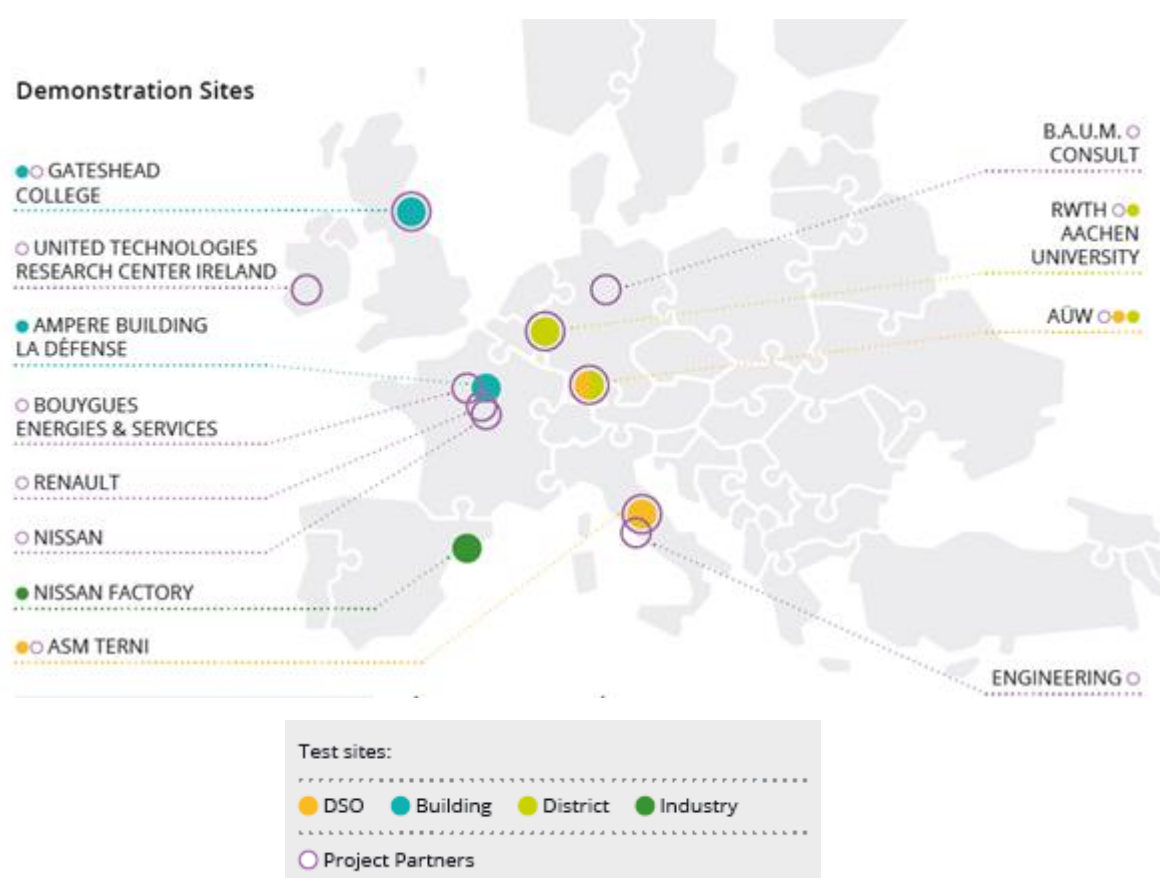 Demonstration Sites
GATESHEAD
COLLEGE
UNITED TECHNOLOGIES
RESEARCH CENTER IRELAND
AMPERE BUILDING
LA DÉFENSE
BOUYGUES
ENERGIES & SERVICES
RENAULT
NISSAN
NISSAN FACTORY
ASM TERNI
B.A.U.M.
CONSULT
RWTH
AACHEN
UNIVERSITY
AÜW
ENGINEERING
Test sites:
DSO Building District Industry
Project Partners